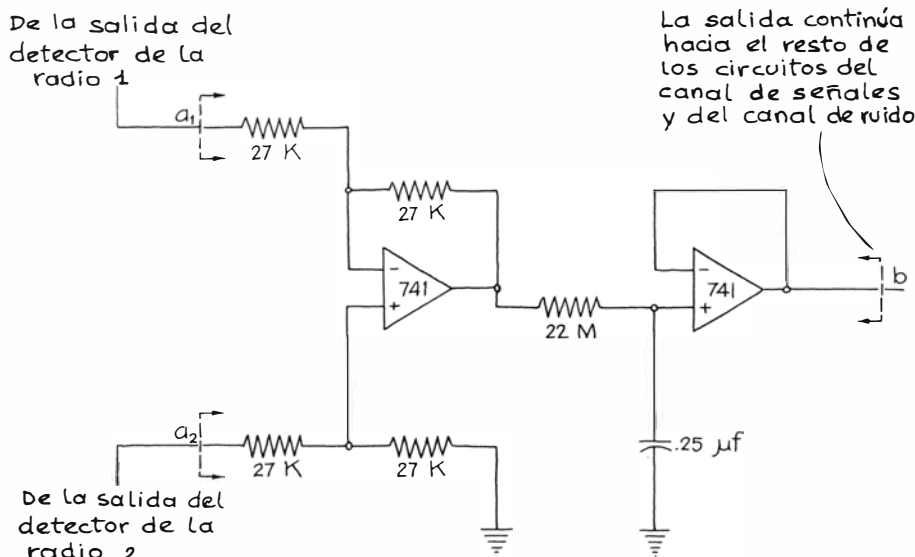 De la salida del
detector de la
radio 1
La salida continúa
hacia el resto de
los circuitos del
canal de señales
y del canal de ruido
a₁
27 K
27 K
-
741
+
22 M
-
741
+
b
a₂
27 K
27 K
.25 μf
De la salida del
detector de la
radio 2